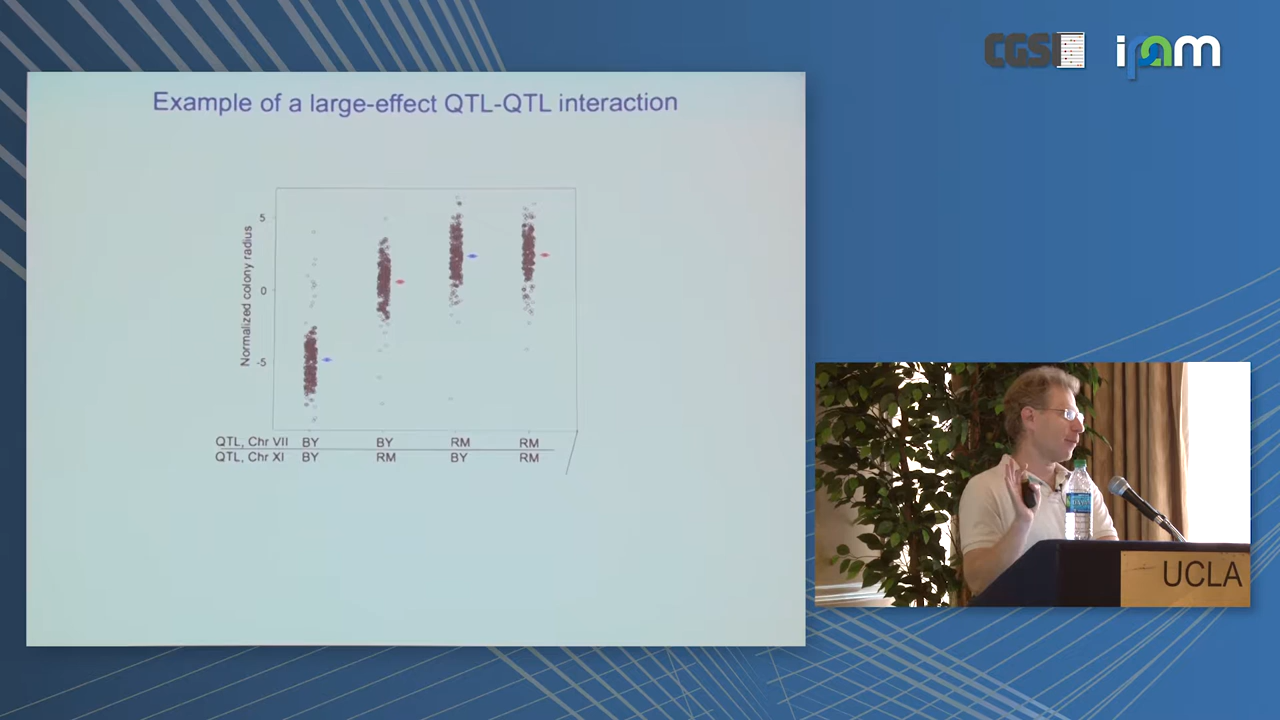 CGSI
ipam
Example of a large-effect QTL-QTL interaction
Normalized colony radius
5
0
-5
QTL, Chr VII BY BY RM RM
QTL, Chr XI BY RM BY RM
UCLA